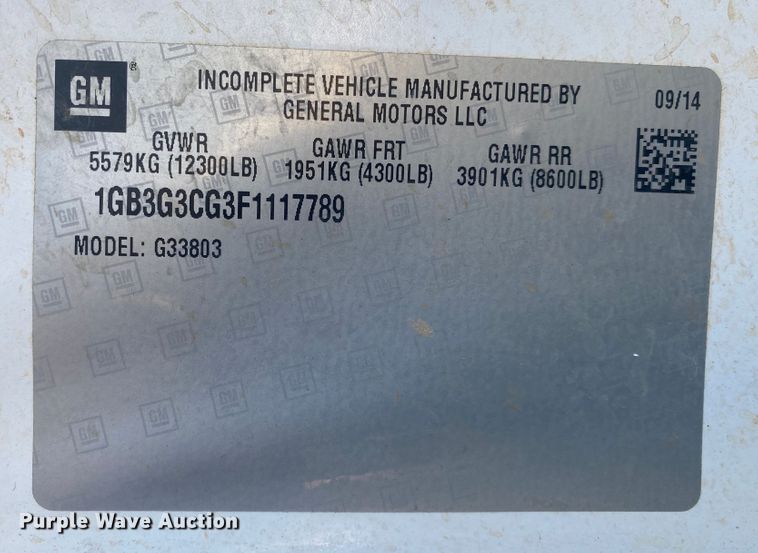 GM
INCOMPLETE VEHICLE MANUFACTURED BY
GENERAL MOTORS LLC
09/14
GVWR
5579KG (12300LB)
GAWR FRT
1951KG (4300LB)
GAWR RR
3901KG (8600LB)
1GB3G3CG3F1117789
MODEL: G33803
Purple Wave Auction